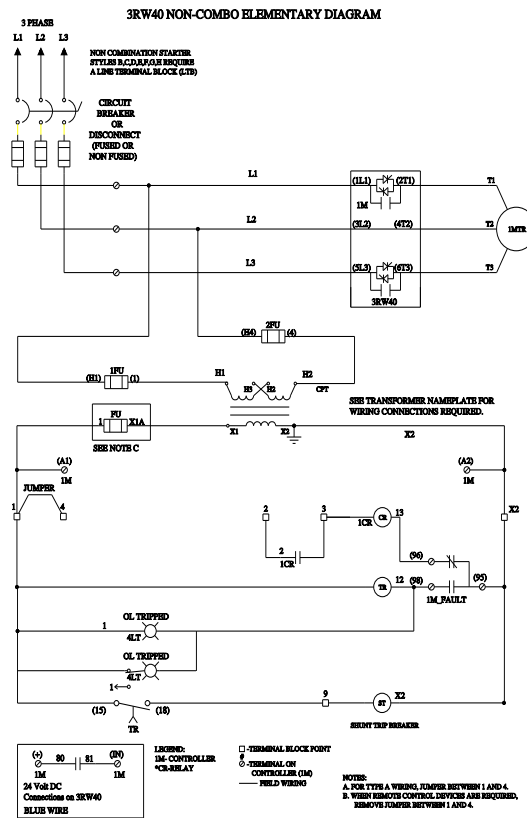 3RW40 NON-COMBO ELEMENTARY DIAGRAM
3 PHASE
L1 L2 L3
NON COMBINATION STARTER
STYLES B,C,D,E,F,G,H REQUIRE
A LINE TERMINAL BLOCK (LTB)
CIRCUIT
BREAKER
OR
DISCONNECT
(FUSED OR
NON FUSED)
L1 (1L1) (2T1) T1
1M
L2 (3L2) (4T2) T2 1MTR
L3 (5L3) (6T3) T3
3RW40
2FU
(H4) (4)
1FU
(H1) (1)
H1 H3 H2 H2
CPT
SEE TRANSFORMER NAMEPLATE FOR
WIRING CONNECTIONS REQUIRED.
FU
1 X1A
X1 X2 X2
SEE NOTE C
(A1) (A2)
1M 1M
JUMPER
1 4
2 3 1CR CR 13 X2
2
1CR
(96)
TR 12 (98) (95)
1M_FAULT
OL TRIPPED
1
4LT
OL TRIPPED
4LT
1
(15) (18) 9 ST X2
TR
SHUNT TRIP BREAKER
(+) 80 81 (IN)
1M 1M
24 Volt DC
Connections on 3RW40
BLUE WIRE
LEGEND:
1M- CONTROLLER
*CR-RELAY
-TERMINAL BLOCK POINT
#
-TERMINAL ON
CONTROLLER (1M)
FIELD WIRING
NOTES:
A. FOR TYPE A WIRING, JUMPER BETWEEN 1 AND 4.
B. WHEN REMOTE CONTROL DEVICES ARE REQUIRED,
REMOVE JUMPER BETWEEN 1 AND 4.